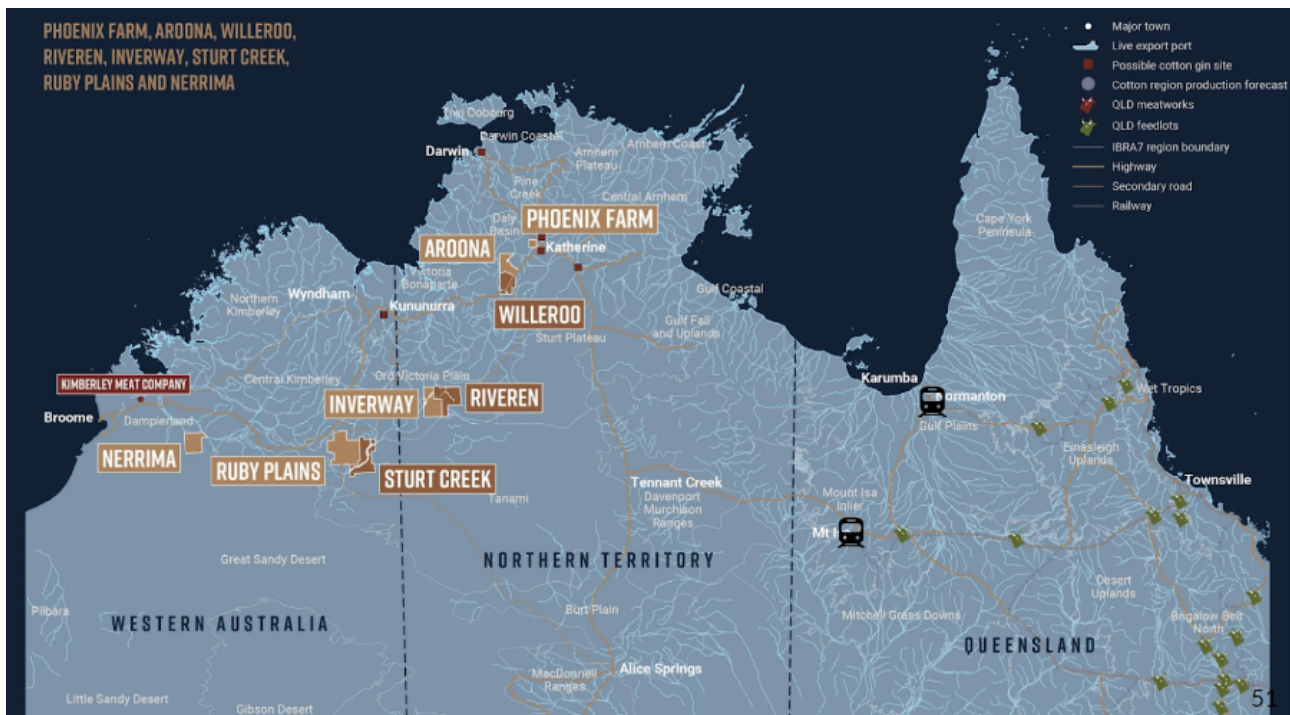 PHOENIX FARM, AROONA, WILLEROO,
RIVEREN, INVERWAY, STURT CREEK,
RUBY PLAINS AND NERRIMA
Major town
Live export port
Possible cotton gin site
Cotton region production forecast
QLD meatworks
QLD feedlots
IBRA7 region boundary
Highway
Secondary road
Railway
Tiwi Cobourg
Darwin Coastal
Darwin
Arnhem Coast
Arnhem
Plateau
Pine
Creek
Central Arnhem
Daly
Basin
PHOENIX FARM
Katherine
AROONA
Victoria
Bonaparte
WILLEROO
Gulf Coastal
Gulf Fall
and Uplands
Sturt Plateau
Cape York
Peninsula
Northern
Kimberley
Wyndham
Kununurra
KIMBERLEY MEAT COMPANY
Central Kimberley
Ord Victoria Plain
INVERWAY
RIVEREN
Broome
Dampierland
NERRIMA
RUBY PLAINS
STURT CREEK
Karumba
Normanton
Gulf Plains
Wet Tropics
Einasleigh
Uplands
Townsville
Tennant Creek
Davenport
Murchison
Ranges
Tanami
Mount Isa
Inlier
Great Sandy Desert
NORTHERN TERRITORY
Desert
Uplands
Pilbara
WESTERN AUSTRALIA
Burt Plain
Mitchell Grass Downs
Brigalow Belt
North
QUEENSLAND
MacDonnell
Ranges
Alice Springs
Little Sandy Desert
Gibson Desert
51